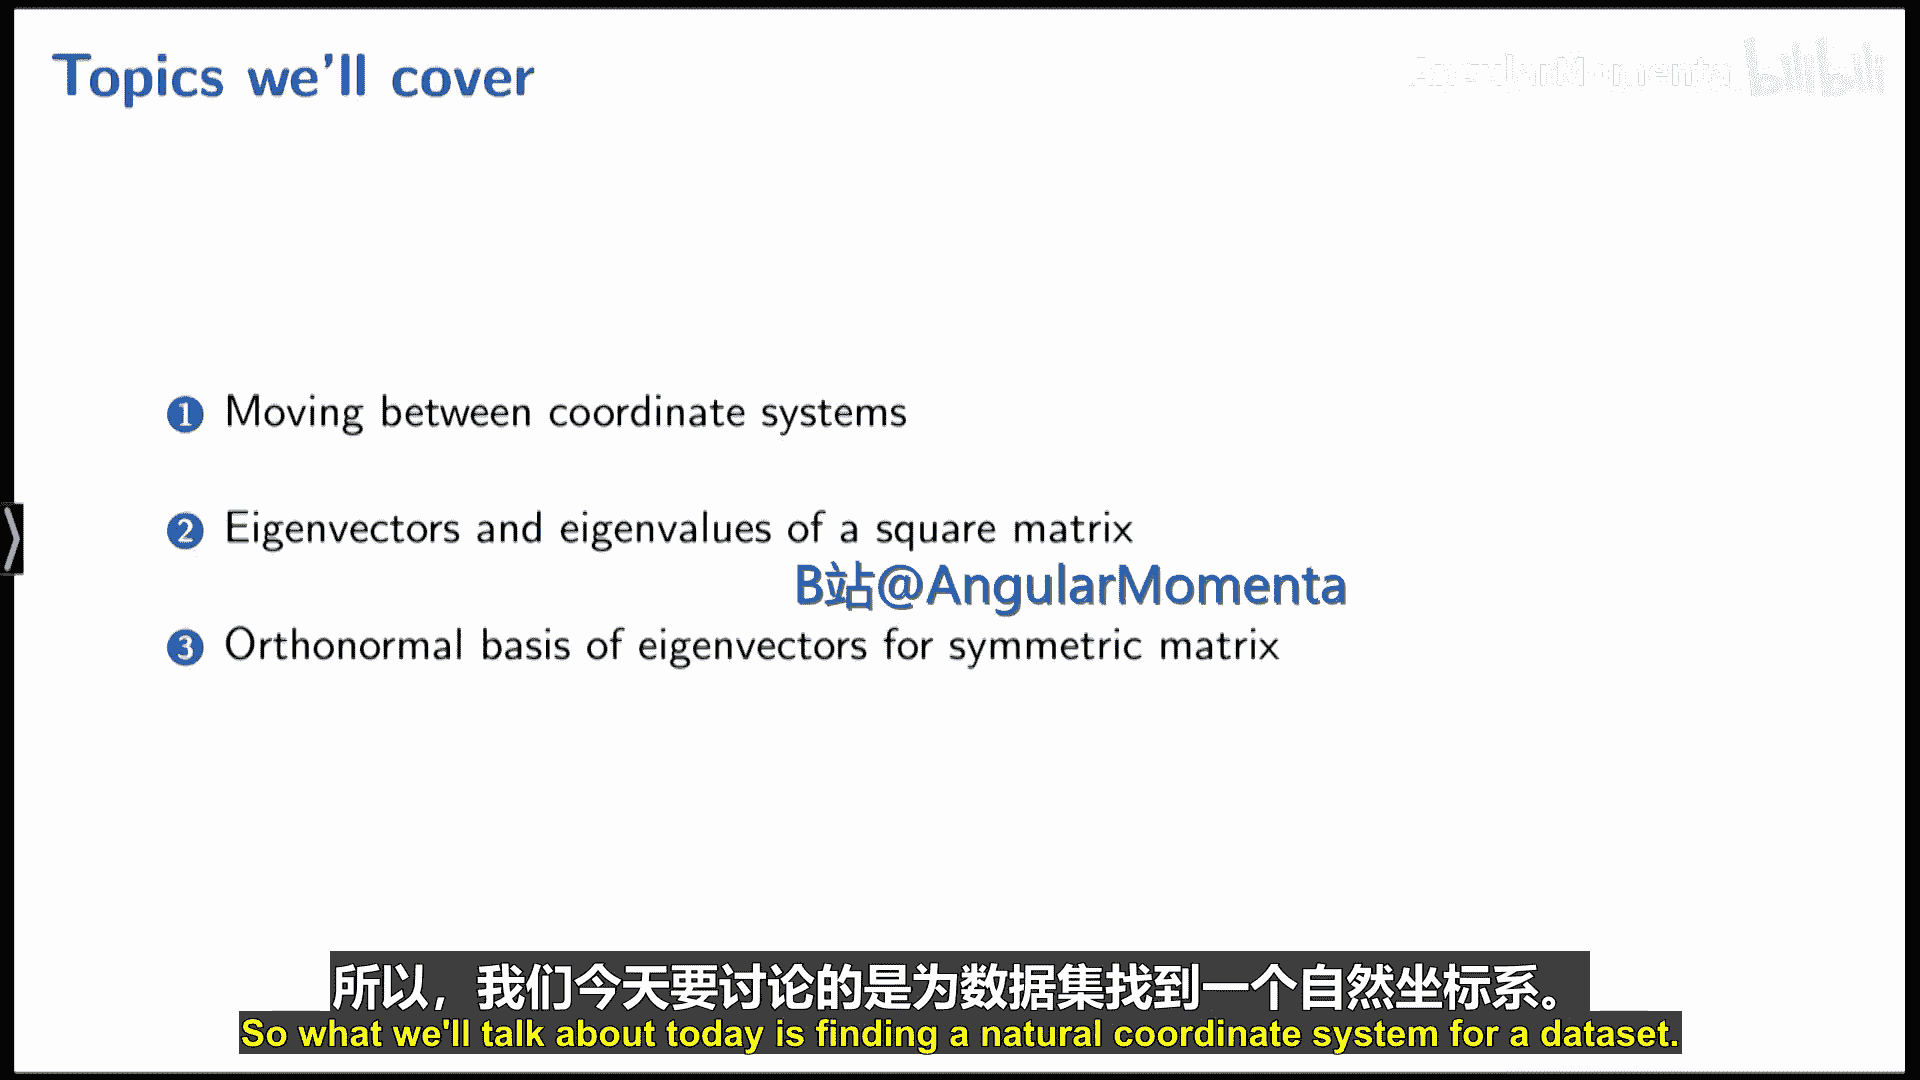 Topics we'll cover
AngularMomenta bilibili
1 Moving between coordinate systems
2 Eigenvectors and eigenvalues of a square matrix
B站@AngularMomenta
3 Orthonormal basis of eigenvectors for symmetric matrix
所以，我们今天要讨论的是为数据集找到一个自然坐标系。
So what we'll talk about today is finding a natural coordinate system for a dataset.